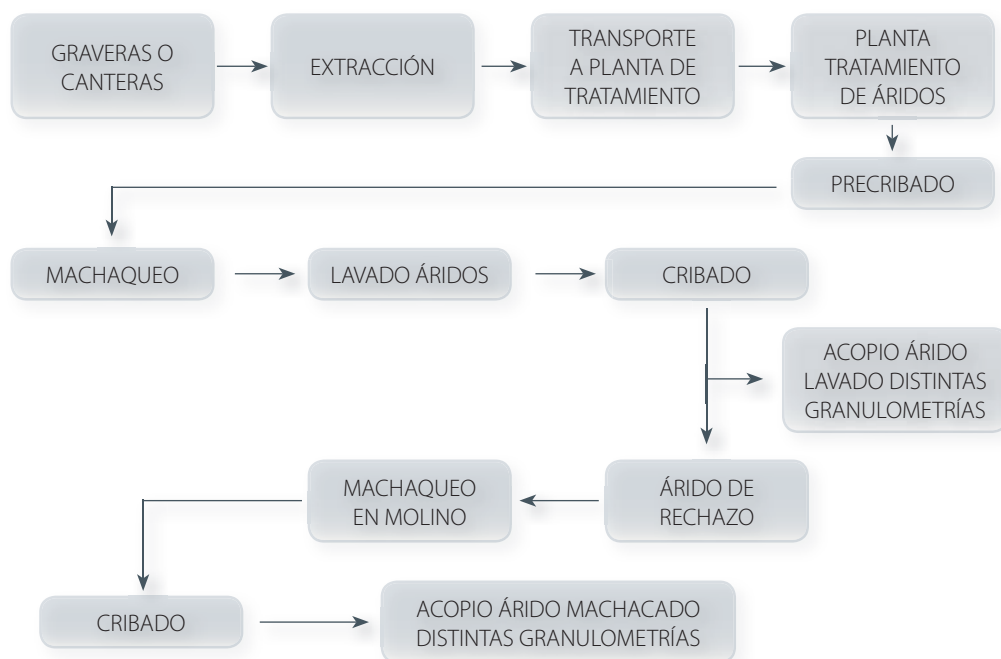 GRAVERAS O
CANTERAS
EXTRACCIÓN
TRANSPORTE
A PLANTA DE
TRATAMIENTO
PLANTA
TRATAMIENTO
DE ÁRIDOS
PRECRIBADO
MACHAQUEO
LAVADO ÁRIDOS
CRIBADO
ACOPIO ÁRIDO
LAVADO DISTINTAS
GRANULOMETRÍAS
ÁRIDO DE
RECHAZO
MACHAQUEO
EN MOLINO
CRIBADO
ACOPIO ÁRIDO MACHACADO
DISTINTAS GRANULOMETRÍAS